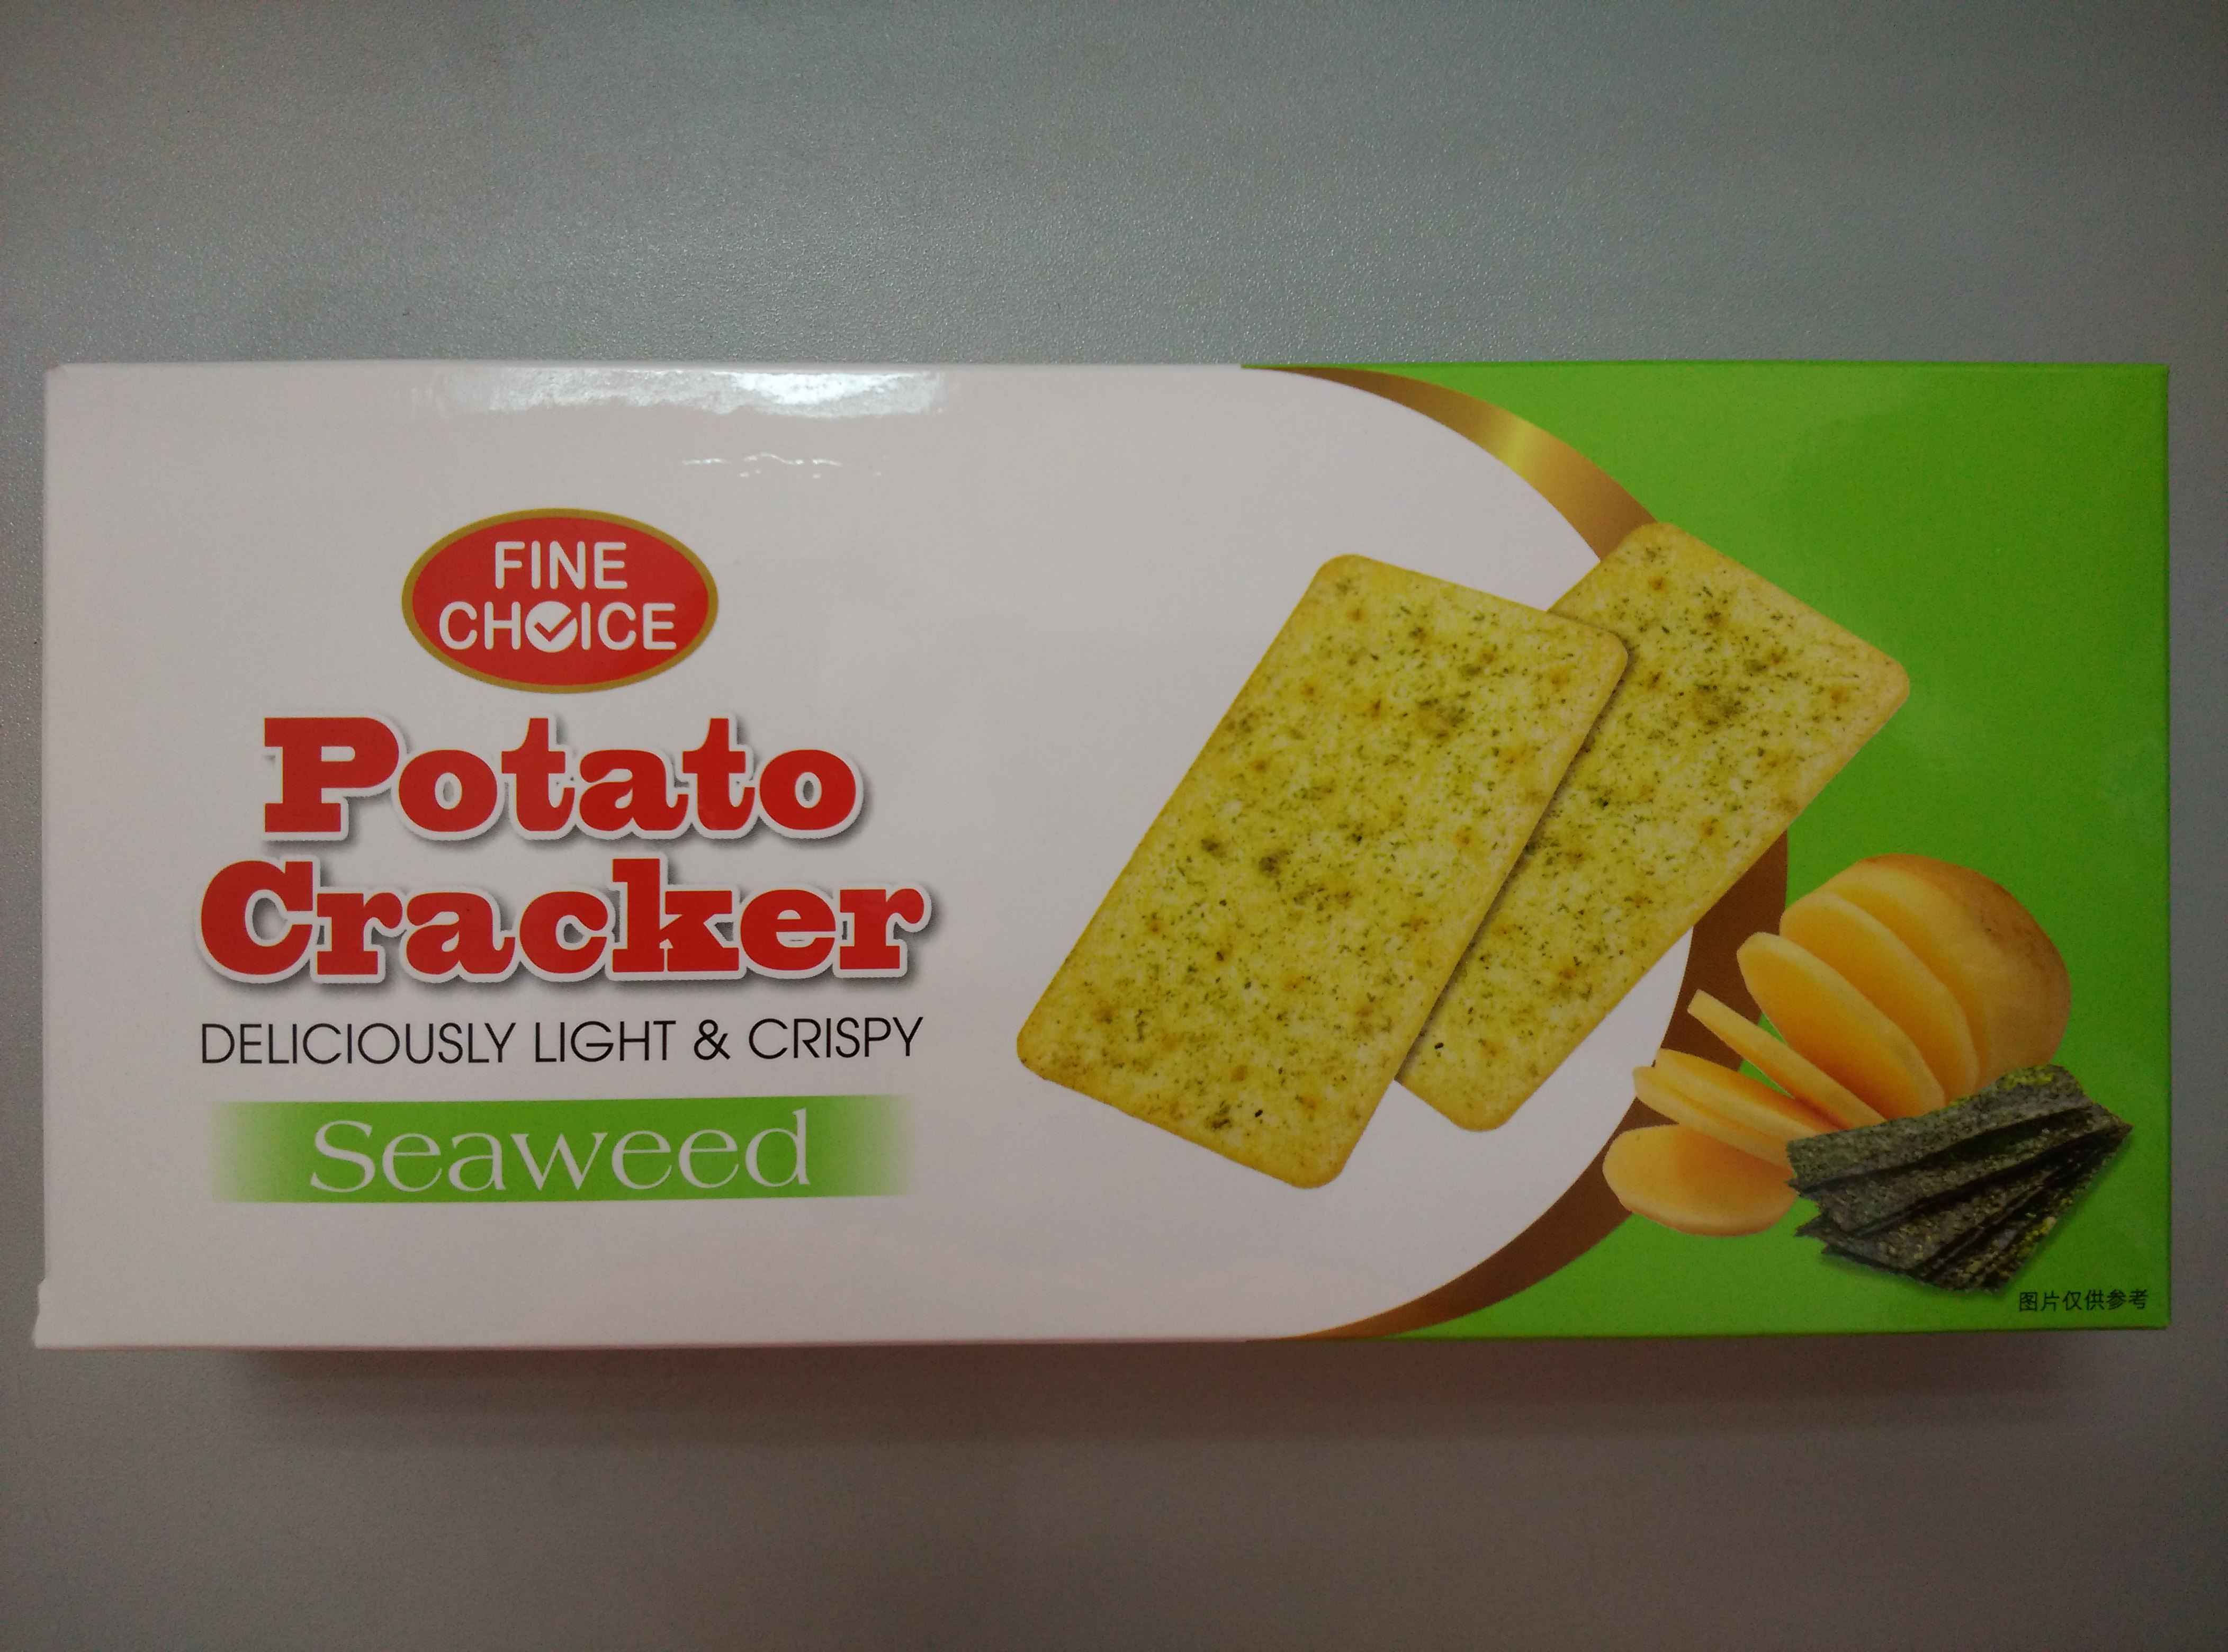 FINE
CHOICE
Potato
Cracker
DELICIOUSLY LIGHT & CRISPY
Seaweed
图片仅供参考